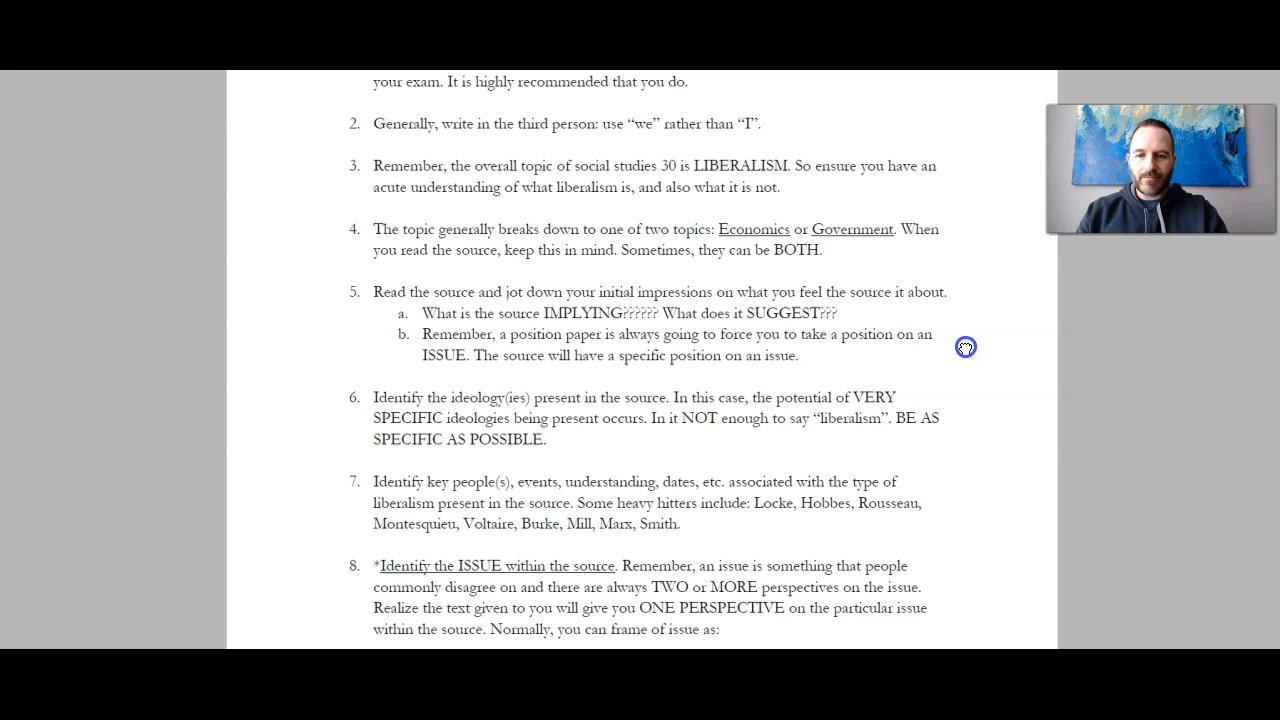 your exam. It is highly recommended that you do.
2. Generally, write in the third person: use “we” rather than “I”.
3. Remember, the overall topic of social studies 30 is LIBERALISM. So ensure you have an
acute understanding of what liberalism is, and also what it is not.
4. The topic generally breaks down to one of two topics: Economics or Government. When
you read the source, keep this in mind. Sometimes, they can be BOTH.
5. Read the source and jot down your initial impressions on what you feel the source it about.
a. What is the source IMPLYING?????? What does it SUGGEST???
b. Remember, a position paper is always going to force you to take a position on an
ISSUE. The source will have a specific position on an issue.
6. Identify the ideology(ies) present in the source. In this case, the potential of VERY
SPECIFIC ideologies being present occurs. In it NOT enough to say “liberalism”. BE AS
SPECIFIC AS POSSIBLE.
7. Identify key people(s), events, understanding, dates, etc. associated with the type of
liberalism present in the source. Some heavy hitters include: Locke, Hobbes, Rousseau,
Montesquieu, Voltaire, Burke, Mill, Marx, Smith.
8. *Identify the ISSUE within the source. Remember, an issue is something that people
commonly disagree on and there are always TWO or MORE perspectives on the issue.
Realize the text given to you will give you ONE PERSPECTIVE on the particular issue
within the source. Normally, you can frame of issue as: